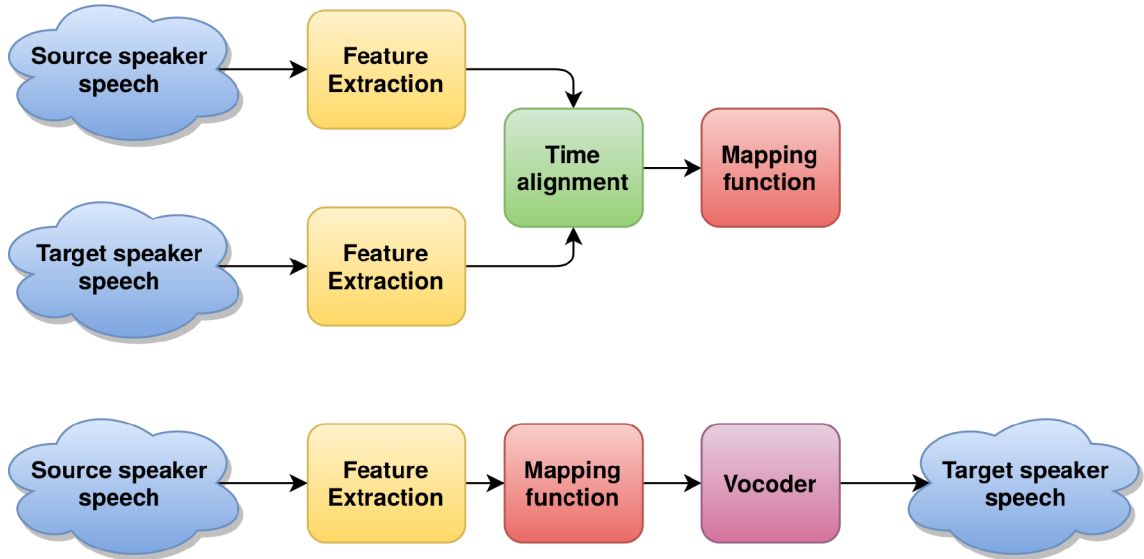 Source speaker
speech
Feature
Extraction
Time
alignment
Mapping
function
Target speaker
speech
Feature
Extraction
Source speaker
speech
Feature
Extraction
Mapping
function
Vocoder
Target speaker
speech